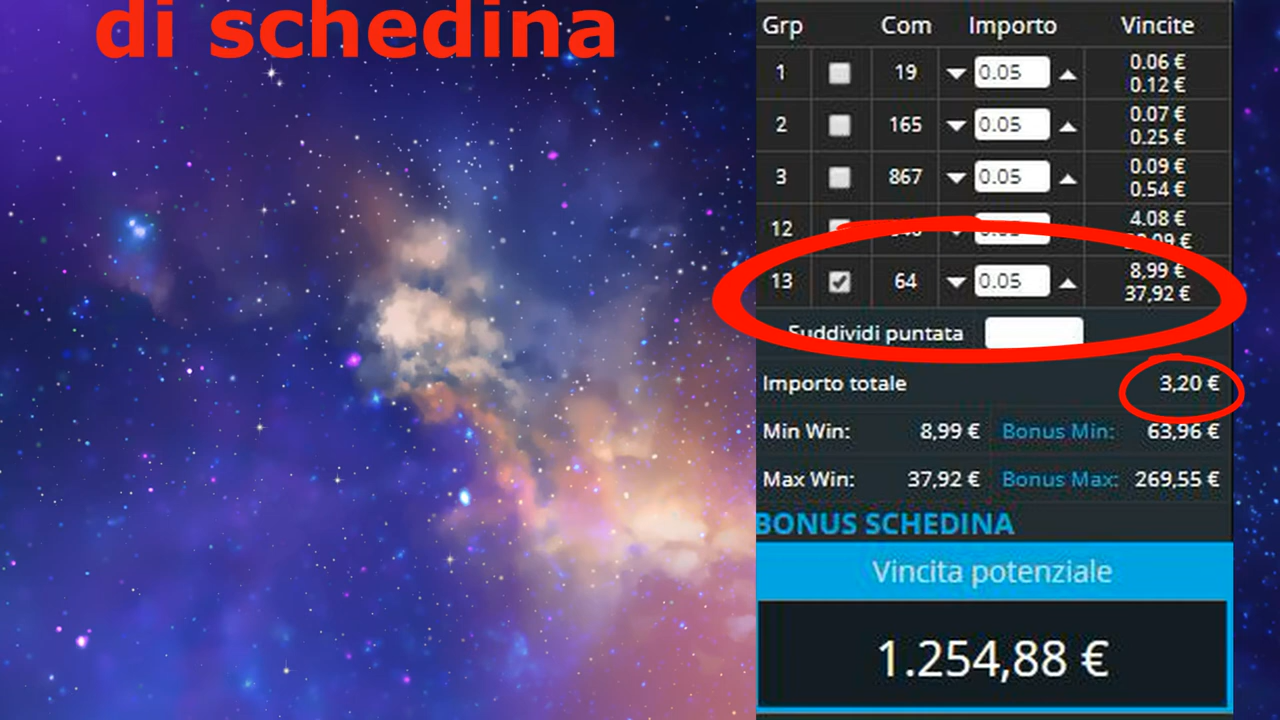 di schedina
Grp Com Importo Vincite
1 19 0.05 0.06 €
0.12 €
2 165 0.05 0.07 €
0.25 €
3 867 0.05 0.09 €
0.54 €
12 4.08 €
13 64 0.05 8,99 €
37,92 €
Suddividi puntata
Importo totale 3,20 €
Min Win: 8,99 € Bonus Min: 63,96 €
Max Win: 37,92 € Bonus Max: 269,55 €
BONUS SCHEDINA
Vincita potenziale
1.254,88 €